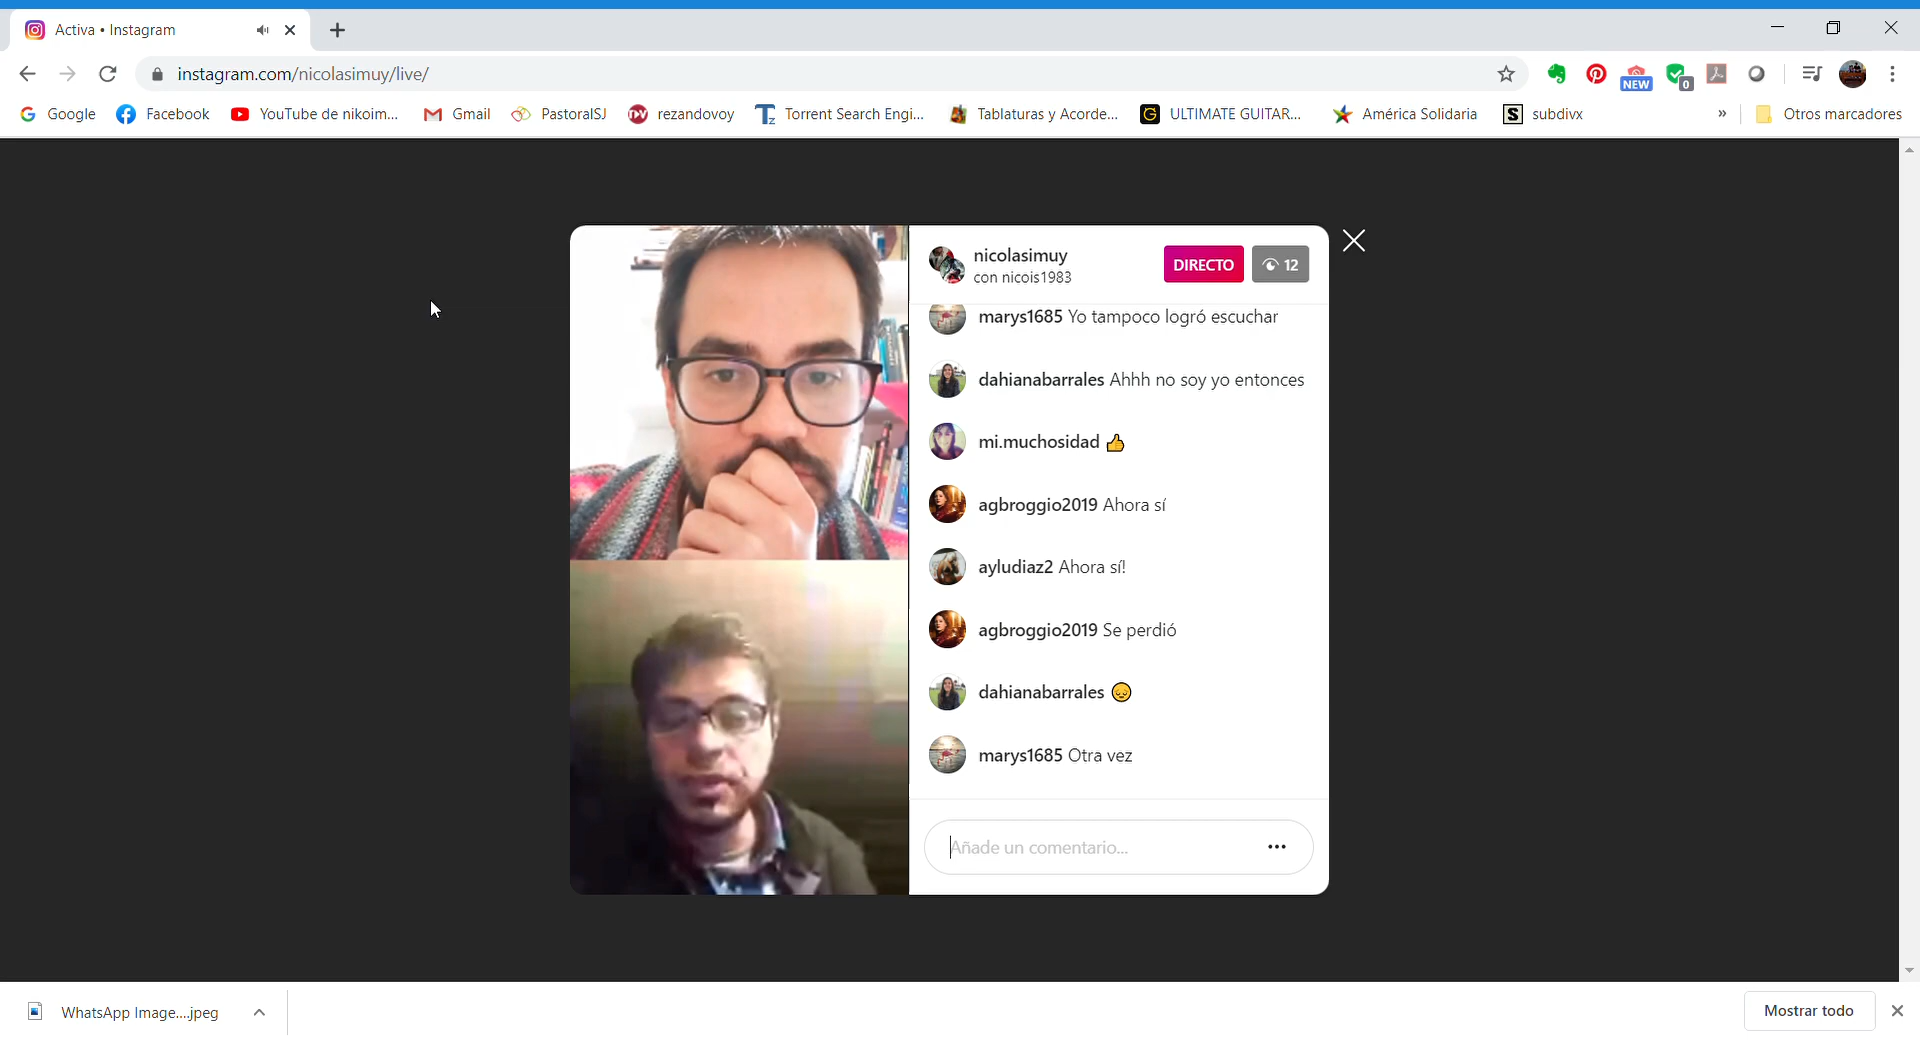 Activa • Instagram
instagram.com/nicolasimuy/live/
NEW
0
Google
Facebook
YouTube de nikoim...
Gmail
PastoralSJ
rezandovoy
Torrent Search Engi...
Tablaturas y Acorde...
ULTIMATE GUITAR...
América Solidaria
subdivx
»
Otros marcadores
nicolasimuy
con nicois1983
DIRECTO
12
marys1685 Yo tampoco logró escuchar
dahianabarrales Ahhh no soy yo entonces
mi.muchosidad 👍
agbroggio2019 Ahora sí
ayludiaz2 Ahora sí!
agbroggio2019 Se perdió
dahianabarrales 😞
marys1685 Otra vez
Añade un comentario...
WhatsApp Image....jpeg
Mostrar todo